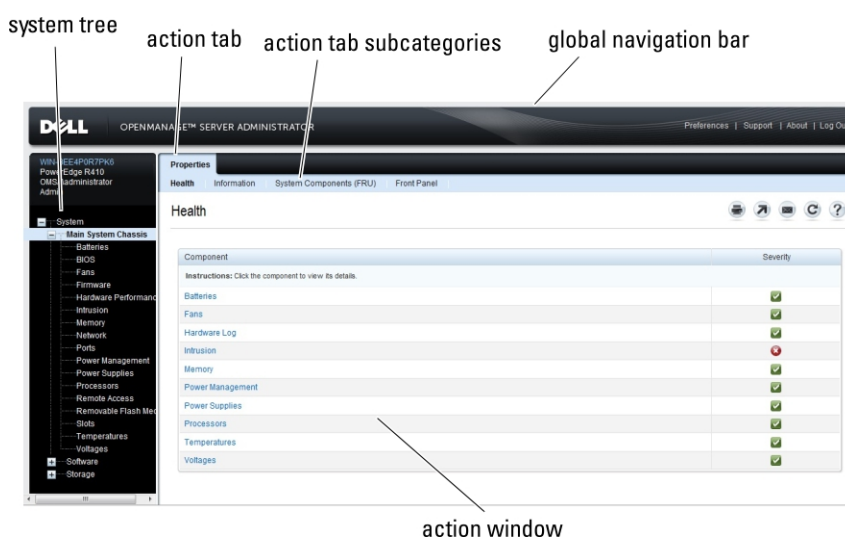 system tree
action tab
action tab subcategories
global navigation bar
DELL OPENMANAGE™ SERVER ADMINISTRATOR
Preferences | Support | About | Log Ou
PowerEdge R410
Properties
Health Information System Components (FRU) Front Panel
Health
System
Main System Chassis
Batteries
BIOS
Fans
Firmware
Hardware Performanc
Intrusion
Memory
Network
Ports
Power Management
Power Supplies
Processors
Remote Access
Removable Flash Med
Slots
Temperatures
Voltages
Software
Storage
Component Severity
Instructions: Click the component to view its details.
Batteries
Fans
Hardware Log
Intrusion
Memory
Power Management
Power Supplies
Processors
Temperatures
Voltages
action window